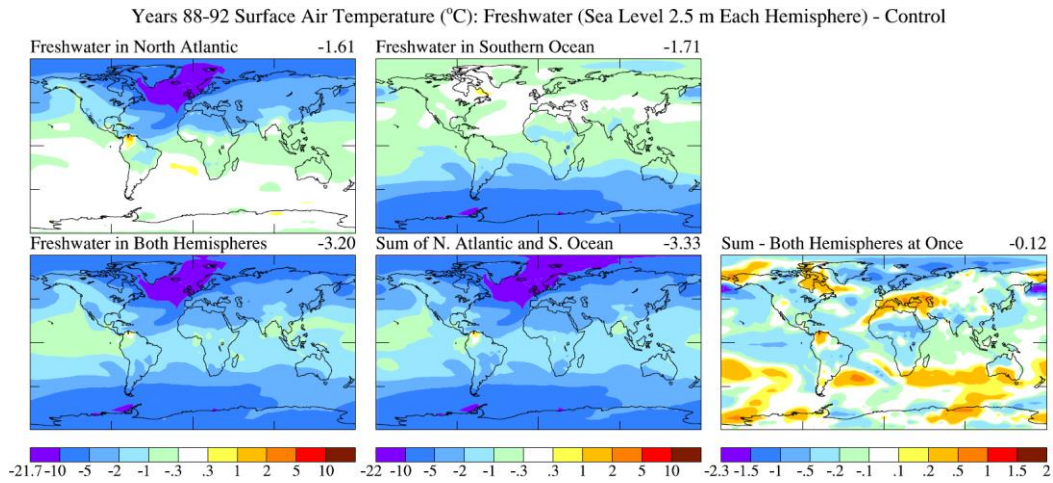 Years 88-92 Surface Air Temperature (°C): Freshwater (Sea Level 2.5 m Each Hemisphere) - Control
Freshwater in North Atlantic -1.61
Freshwater in Southern Ocean -1.71
Freshwater in Both Hemispheres -3.20
Sum of N. Atlantic and S. Ocean -3.33
Sum - Both Hemispheres at Once -0.12
-21.7 -10 -5 -2 -1 -.3 .3 1 2 5 10
-22 -10 -5 -2 -1 -.3 .3 1 2 5 10
-2.3 -1.5 -1 -.5 -.2 -.1 .1 .2 .5 1 1.5 2